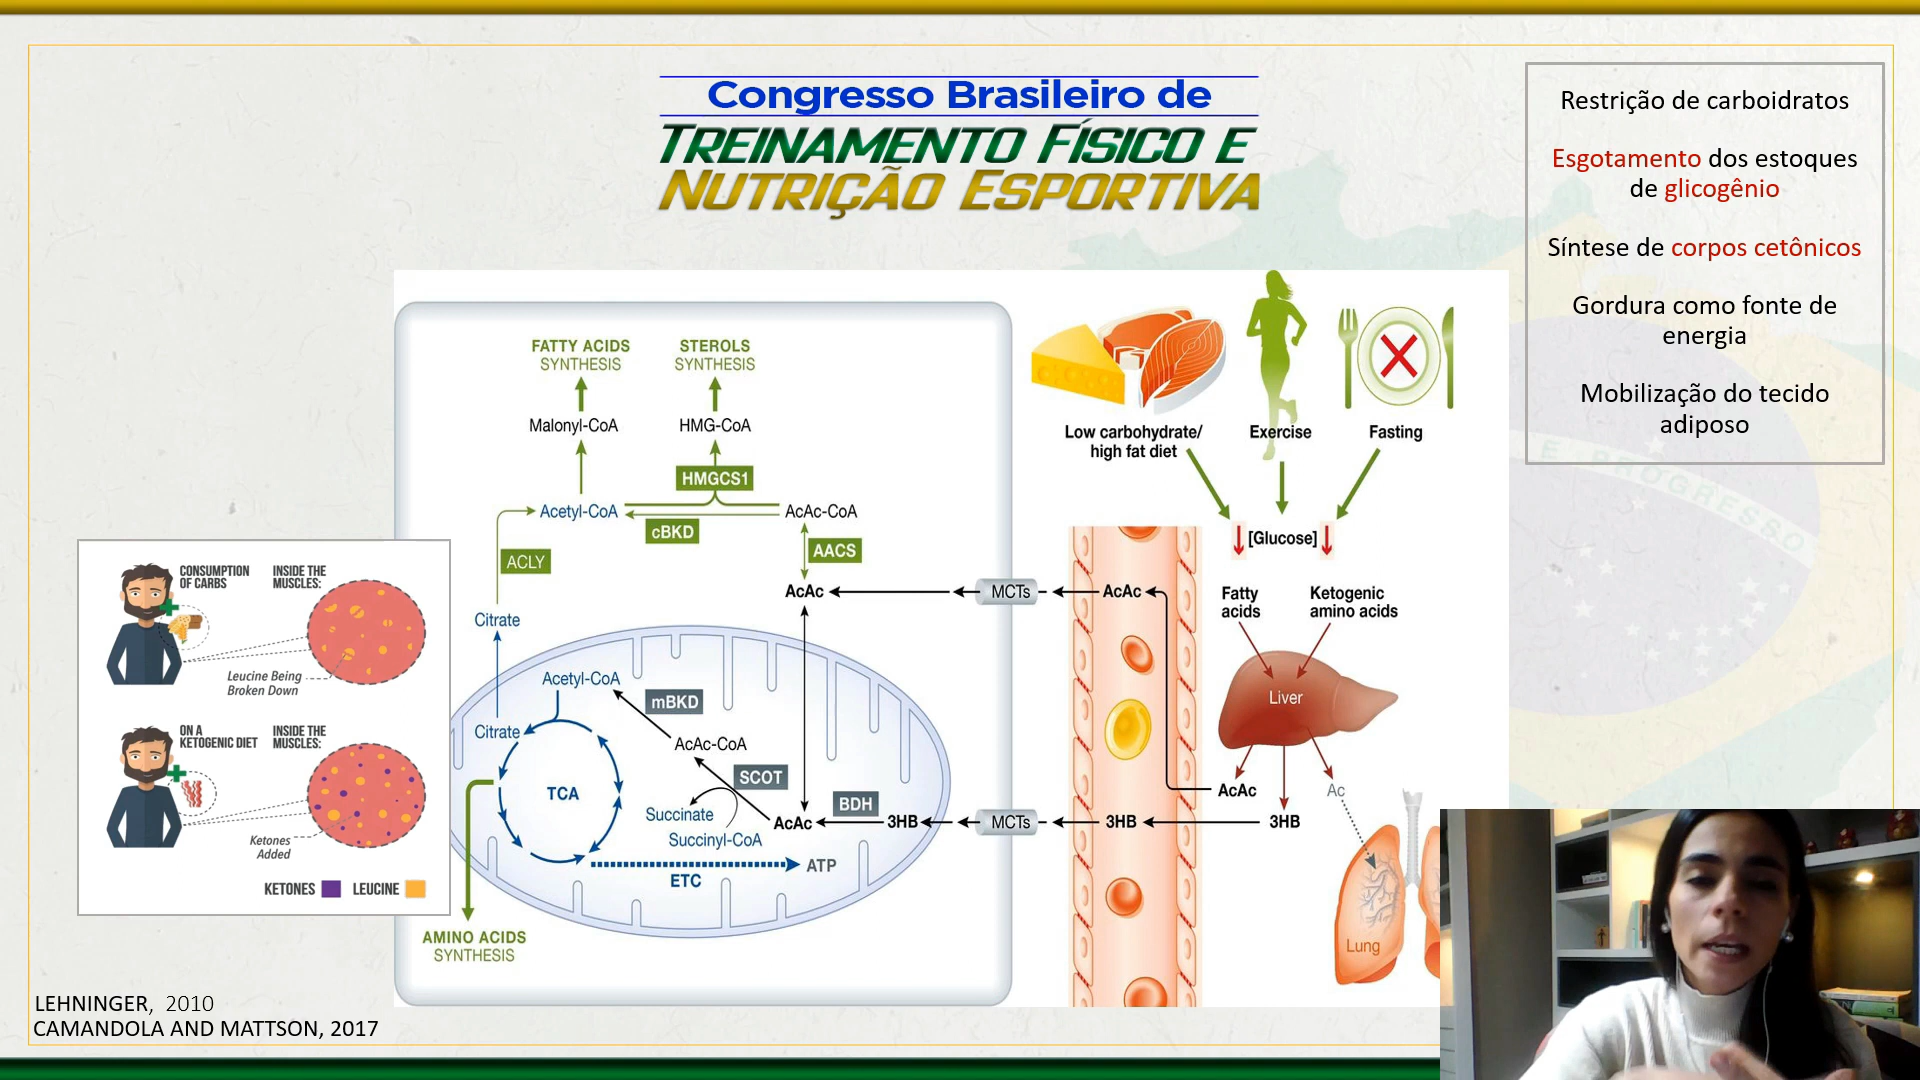 Congresso Brasileiro de
TREINAMENTO FÍSICO E
NUTRIÇÃO ESPORTIVA
Restrição de carboidratos
Esgotamento dos estoques
de glicogênio
Síntese de corpos cetônicos
Gordura como fonte de
energia
Mobilização do tecido
adiposo
E PROGRESSO
FATTY ACIDS
SYNTHESIS
STEROLS
SYNTHESIS
Malonyl-CoA
HMG-CoA
HMGCS1
Acetyl-CoA
AcAc-CoA
cBKD
AACS
ACLY
AcAc
MCTs
AcAc
Citrate
Acetyl-CoA
mBKD
Citrate
AcAc-CoA
SCOT
TCA
Succinate
Succinyl-CoA
AcAc
BDH
3HB
MCTs
3HB
3HB
ETC
ATP
AMINO ACIDS
SYNTHESIS
Low carbohydrate/
high fat diet
Exercise
Fasting
[Glucose]
Fatty
acids
Ketogenic
amino acids
Liver
AcAc
Ac
Lung
CONSUMPTION
OF CARBS
INSIDE THE
MUSCLES:
Leucine Being
Broken Down
ON A
KETOGENIC DIET
INSIDE THE
MUSCLES:
Ketones
Added
KETONES
LEUCINE
LEHNINGER, 2010
CAMANDOLA AND MATTSON, 2017